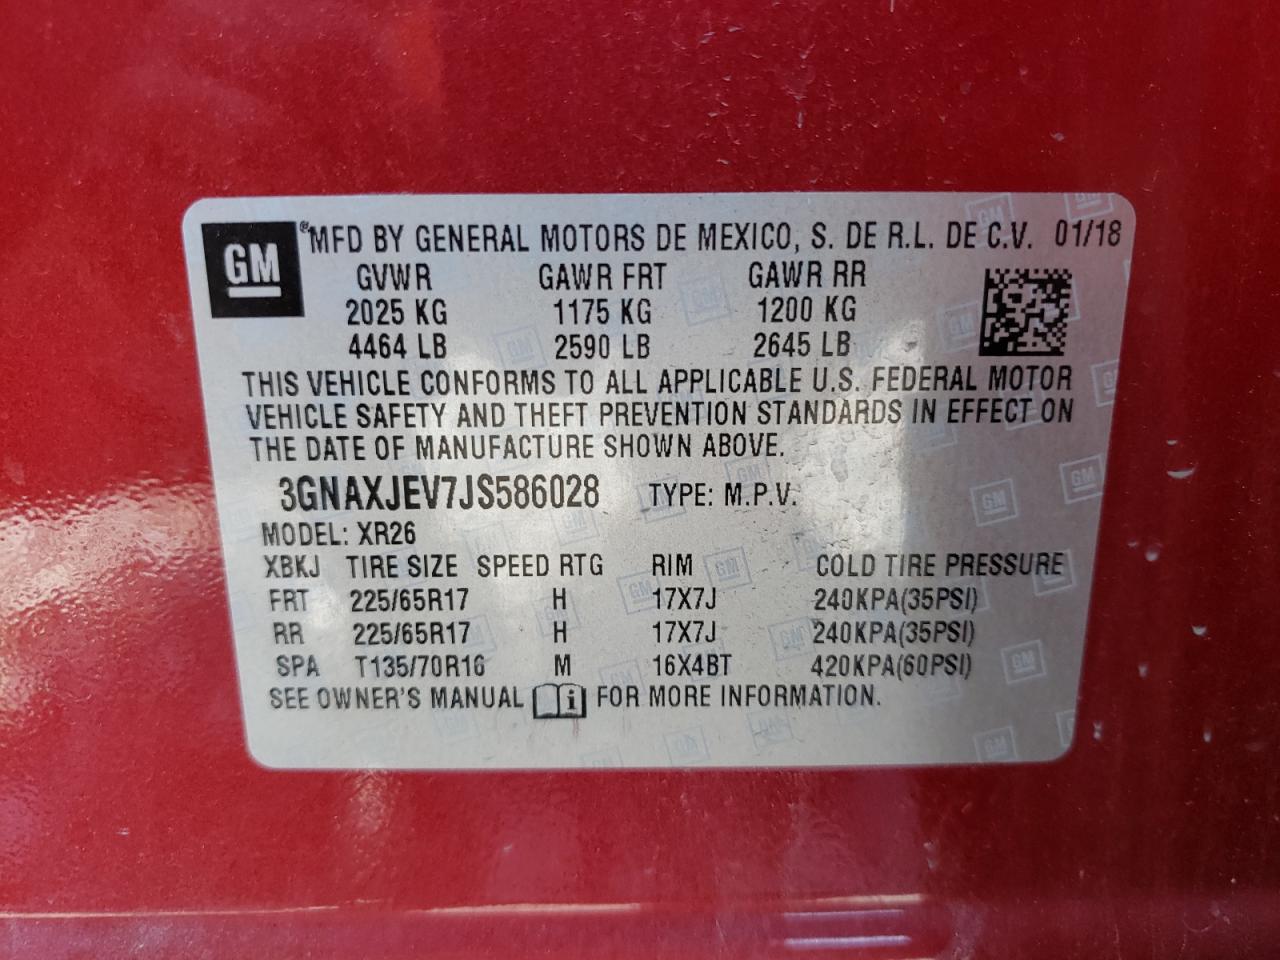 GM ® MFD BY GENERAL MOTORS DE MEXICO, S. DE R.L. DE C.V. 01/18
GVWR GAWR FRT GAWR RR
2025 KG 1175 KG 1200 KG
4464 LB 2590 LB 2645 LB
THIS VEHICLE CONFORMS TO ALL APPLICABLE U.S. FEDERAL MOTOR
VEHICLE SAFETY AND THEFT PREVENTION STANDARDS IN EFFECT ON
THE DATE OF MANUFACTURE SHOWN ABOVE.
3GNAXJEV7JS586028 TYPE: M.P.V.
MODEL: XR26
XBKJ TIRE SIZE SPEED RTG RIM COLD TIRE PRESSURE
FRT 225/65R17 H 17X7J 240KPA(35PSI)
RR 225/65R17 H 17X7J 240KPA(35PSI)
SPA T135/70R16 M 16X4BT 420KPA(60PSI)
SEE OWNER'S MANUAL i FOR MORE INFORMATION.